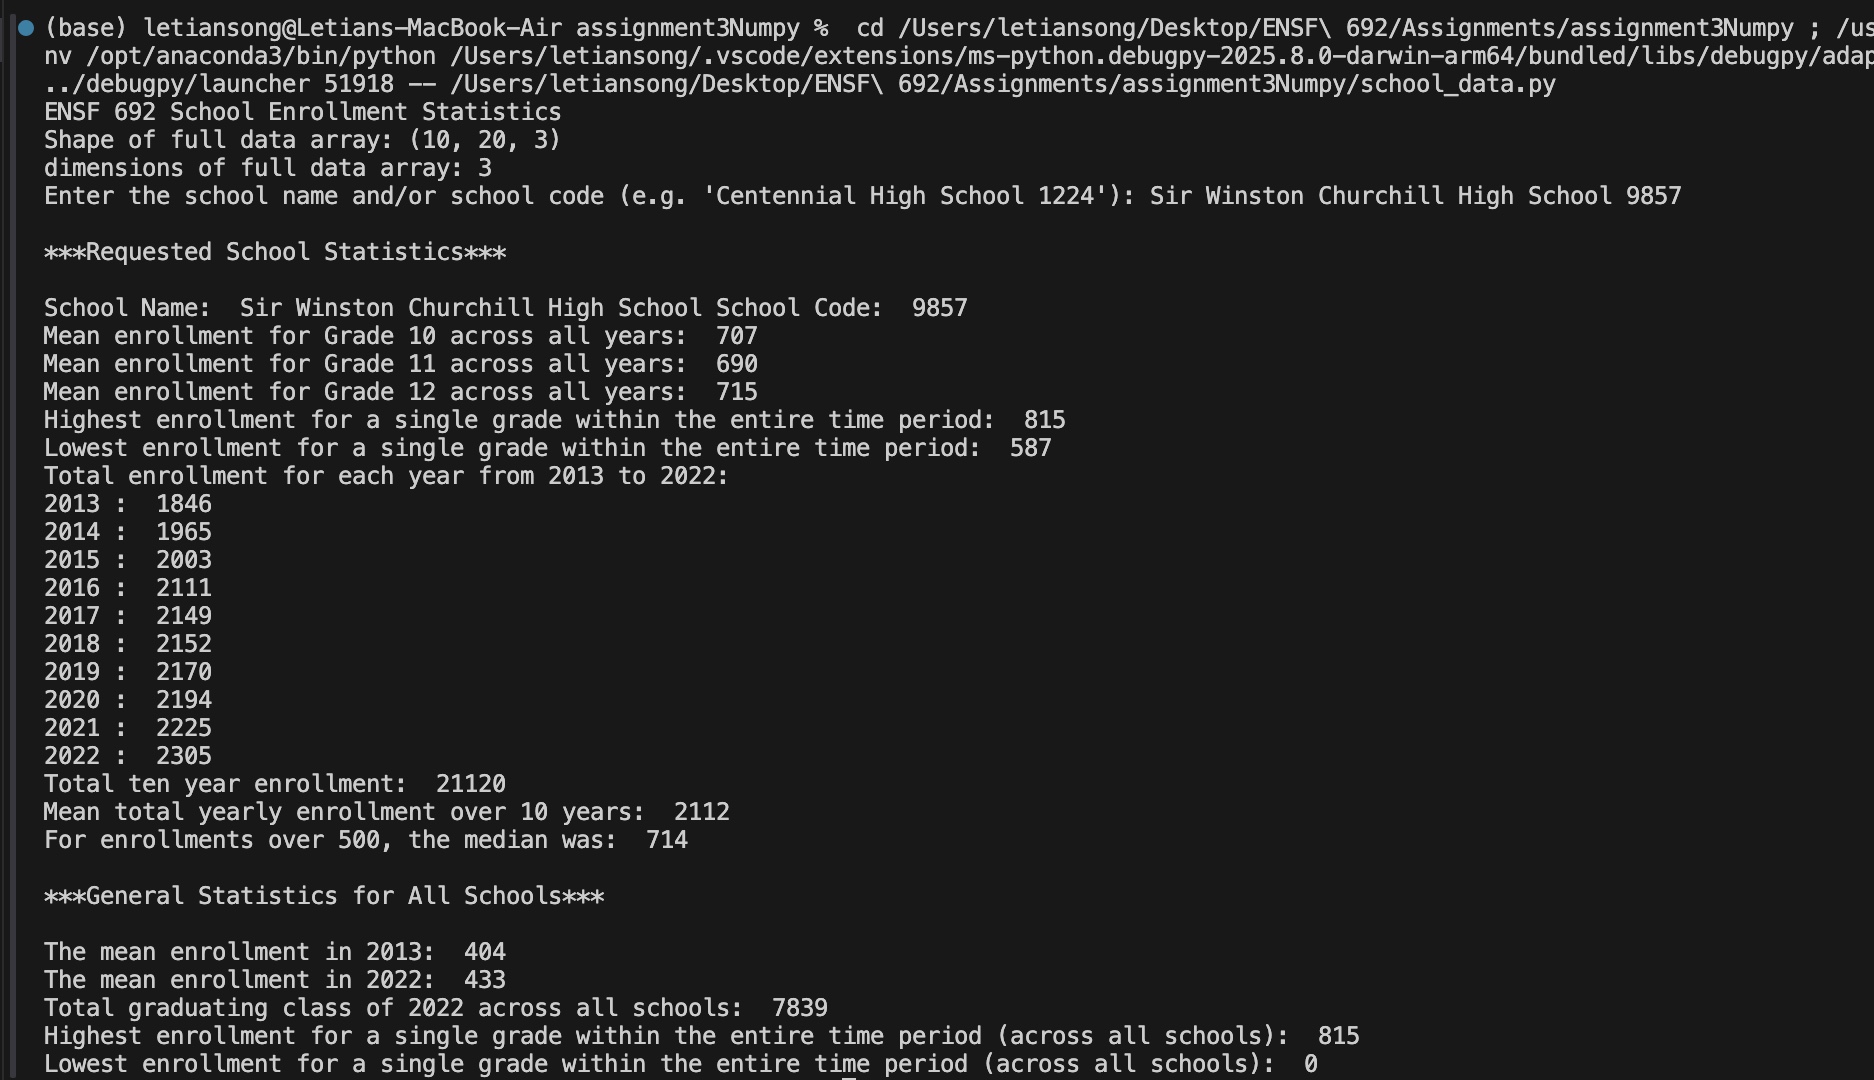 (base) letiansong@Letians-MacBook-Air assignment3Numpy %  cd /Users/letiansong/Desktop/ENSF\ 692/Assignments/assignment3Numpy ; /us
nv /opt/anaconda3/bin/python /Users/letiansong/.vscode/extensions/ms-python.debugpy-2025.8.0-darwin-arm64/bundled/libs/debugpy/adap
../debugpy/launcher 51918 -- /Users/letiansong/Desktop/ENSF\ 692/Assignments/assignment3Numpy/school_data.py
ENSF 692 School Enrollment Statistics
Shape of full data array: (10, 20, 3)
dimensions of full data array: 3
Enter the school name and/or school code (e.g. 'Centennial High School 1224'): Sir Winston Churchill High School 9857
***Requested School Statistics***
School Name:  Sir Winston Churchill High School School Code:  9857
Mean enrollment for Grade 10 across all years:  707
Mean enrollment for Grade 11 across all years:  690
Mean enrollment for Grade 12 across all years:  715
Highest enrollment for a single grade within the entire time period:  815
Lowest enrollment for a single grade within the entire time period:  587
Total enrollment for each year from 2013 to 2022:
2013 :  1846
2014 :  1965
2015 :  2003
2016 :  2111
2017 :  2149
2018 :  2152
2019 :  2170
2020 :  2194
2021 :  2225
2022 :  2305
Total ten year enrollment:  21120
Mean total yearly enrollment over 10 years:  2112
For enrollments over 500, the median was:  714
***General Statistics for All Schools***
The mean enrollment in 2013:  404
The mean enrollment in 2022:  433
Total graduating class of 2022 across all schools:  7839
Highest enrollment for a single grade within the entire time period (across all schools):  815
Lowest enrollment for a single grade within the entire time period (across all schools):  0